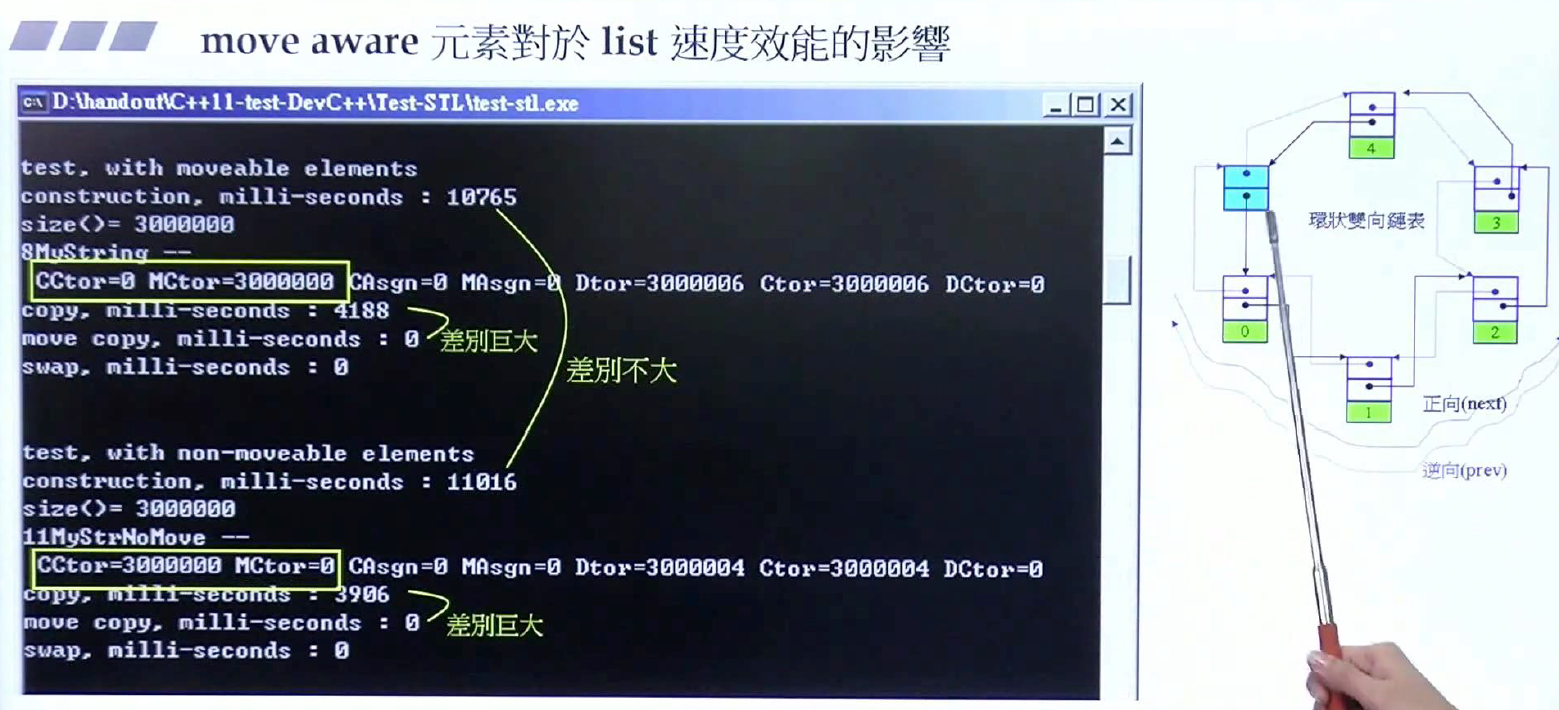 move aware 元素對於 list 速度效能的影響
D:\handout\C++11-test-DevC++\Test-STL\test-stl.exe
test, with moveable elements
construction, milli-seconds : 10765
size()= 3000000
8MyString --
CCtor=0 MCtor=3000000 CAsgn=0 MAsgn=0 Dtor=3000006 Ctor=3000006 DCtor=0
copy, milli-seconds : 4188
move copy, milli-seconds : 0
差別巨大
swap, milli-seconds : 0
差別不大
test, with non-moveable elements
construction, milli-seconds : 11016
size()= 3000000
11MyStrNoMove --
CCtor=3000000 MCtor=0 CAsgn=0 MAsgn=0 Dtor=3000004 Ctor=3000004 DCtor=0
copy, milli-seconds : 3906
move copy, milli-seconds : 0
差別巨大
swap, milli-seconds : 0
4
3
環狀雙向鏈表
0
2
1
正向(next)
逆向(prev)